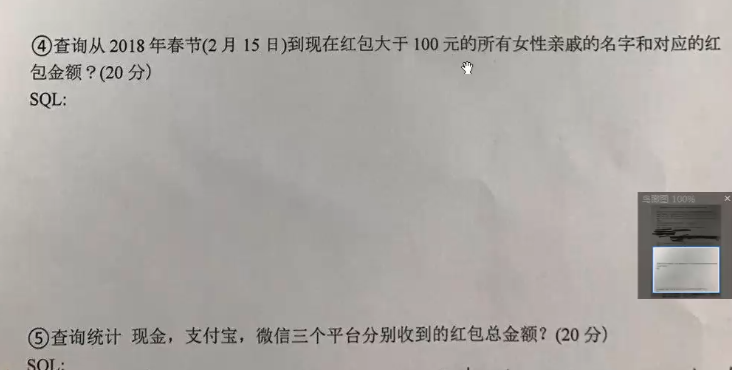 ④查询从 2018 年春节(2 月 15 日)到现在红包大于 100 元的所有女性亲戚的名字和对应的红
包金额？(20 分)
SQL:
鸟瞰图 100%
⑤查询统计 现金，支付宝，微信三个平台分别收到的红包总金额？(20 分)
SQL: